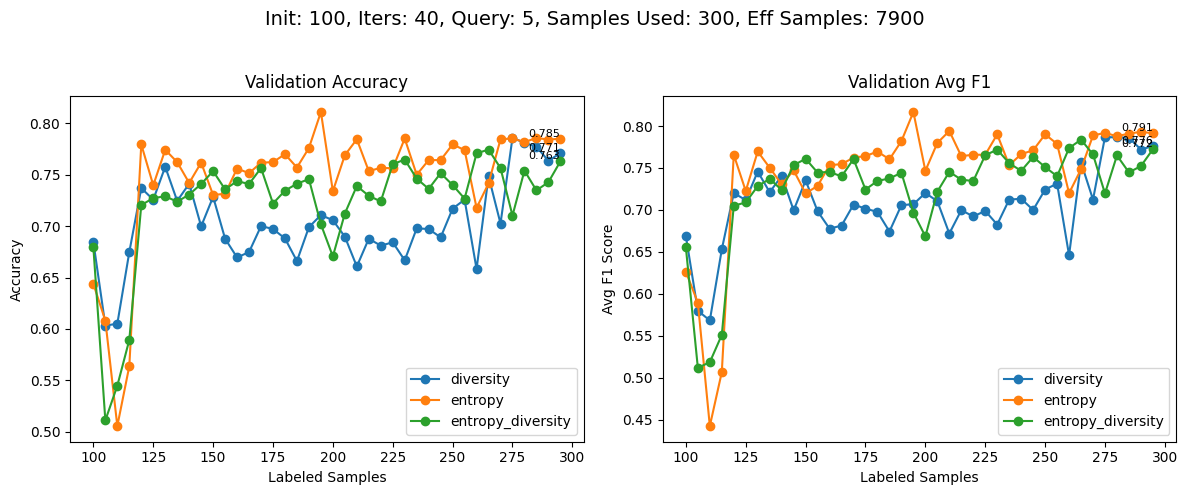 Init: 100, Iters: 40, Query: 5, Samples Used: 300, Eff Samples: 7900
Validation Accuracy
Accuracy
0.80
0.75
0.70
0.65
0.60
0.55
0.50
0.785
0.771
0.763
diversity
entropy
entropy_diversity
100 125 150 175 200 225 250 275 300
Labeled Samples
Validation Avg F1
Avg F1 Score
0.80
0.75
0.70
0.65
0.60
0.55
0.50
0.45
0.791
0.776
diversity
entropy
entropy_diversity
100 125 150 175 200 225 250 275 300
Labeled Samples